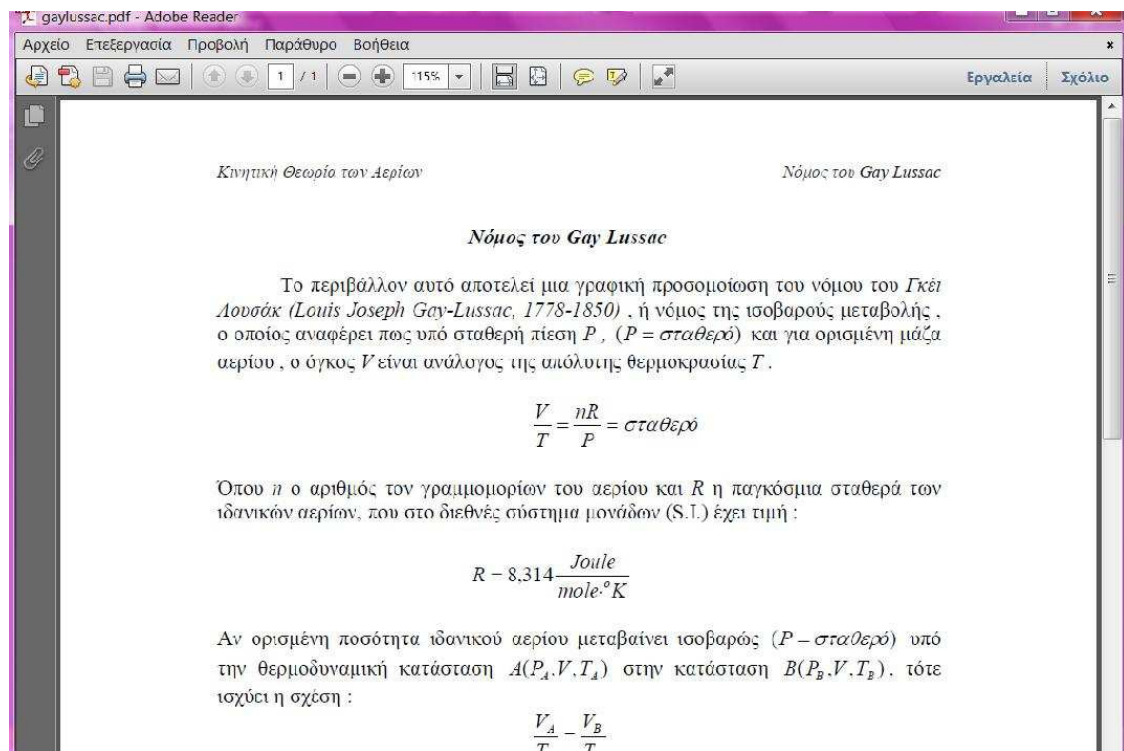 gaylussac.pdf - Adobe Reader
Αρχείο Επεξεργασία Προβολή Παράθυρο Βοήθεια
1 / 1 115% Εργαλεία Σχόλιο
Κινητική Θεωρία των Αερίων Νόμος του Gay Lussac
Νόμος του Gay Lussac
Το περιβάλλον αυτό αποτελεί μια γραφική προσομοίωση του νόμου του Γκέι
Λουσάκ (Louis Joseph Gay-Lussac, 1778-1850) , ή νόμος της ισοβαρούς μεταβολής ,
ο οποίος αναφέρει πως υπό σταθερή πίεση P , (P = σταθερό) και για ορισμένη μάζα
αερίου , ο όγκος V είναι ανάλογος της απόλυτης θερμοκρασίας T .
V/T = nR/P = σταθερό
Όπου n ο αριθμός τον γραμμομορίων του αερίου και R η παγκόσμια σταθερά των
ιδανικών αερίων, που στο διεθνές σύστημα μονάδων (S.I.) έχει τιμή :
R = 8,314 Joule/mole·°K
Αν ορισμένη ποσότητα ιδανικού αερίου μεταβαίνει ισοβαρώς (P = σταθερό) υπό
την θερμοδυναμική κατάσταση A(P_A,V,T_A) στην κατάσταση B(P_B,V,T_B), τότε
ισχύει η σχέση :
V_A/T = V_B/T